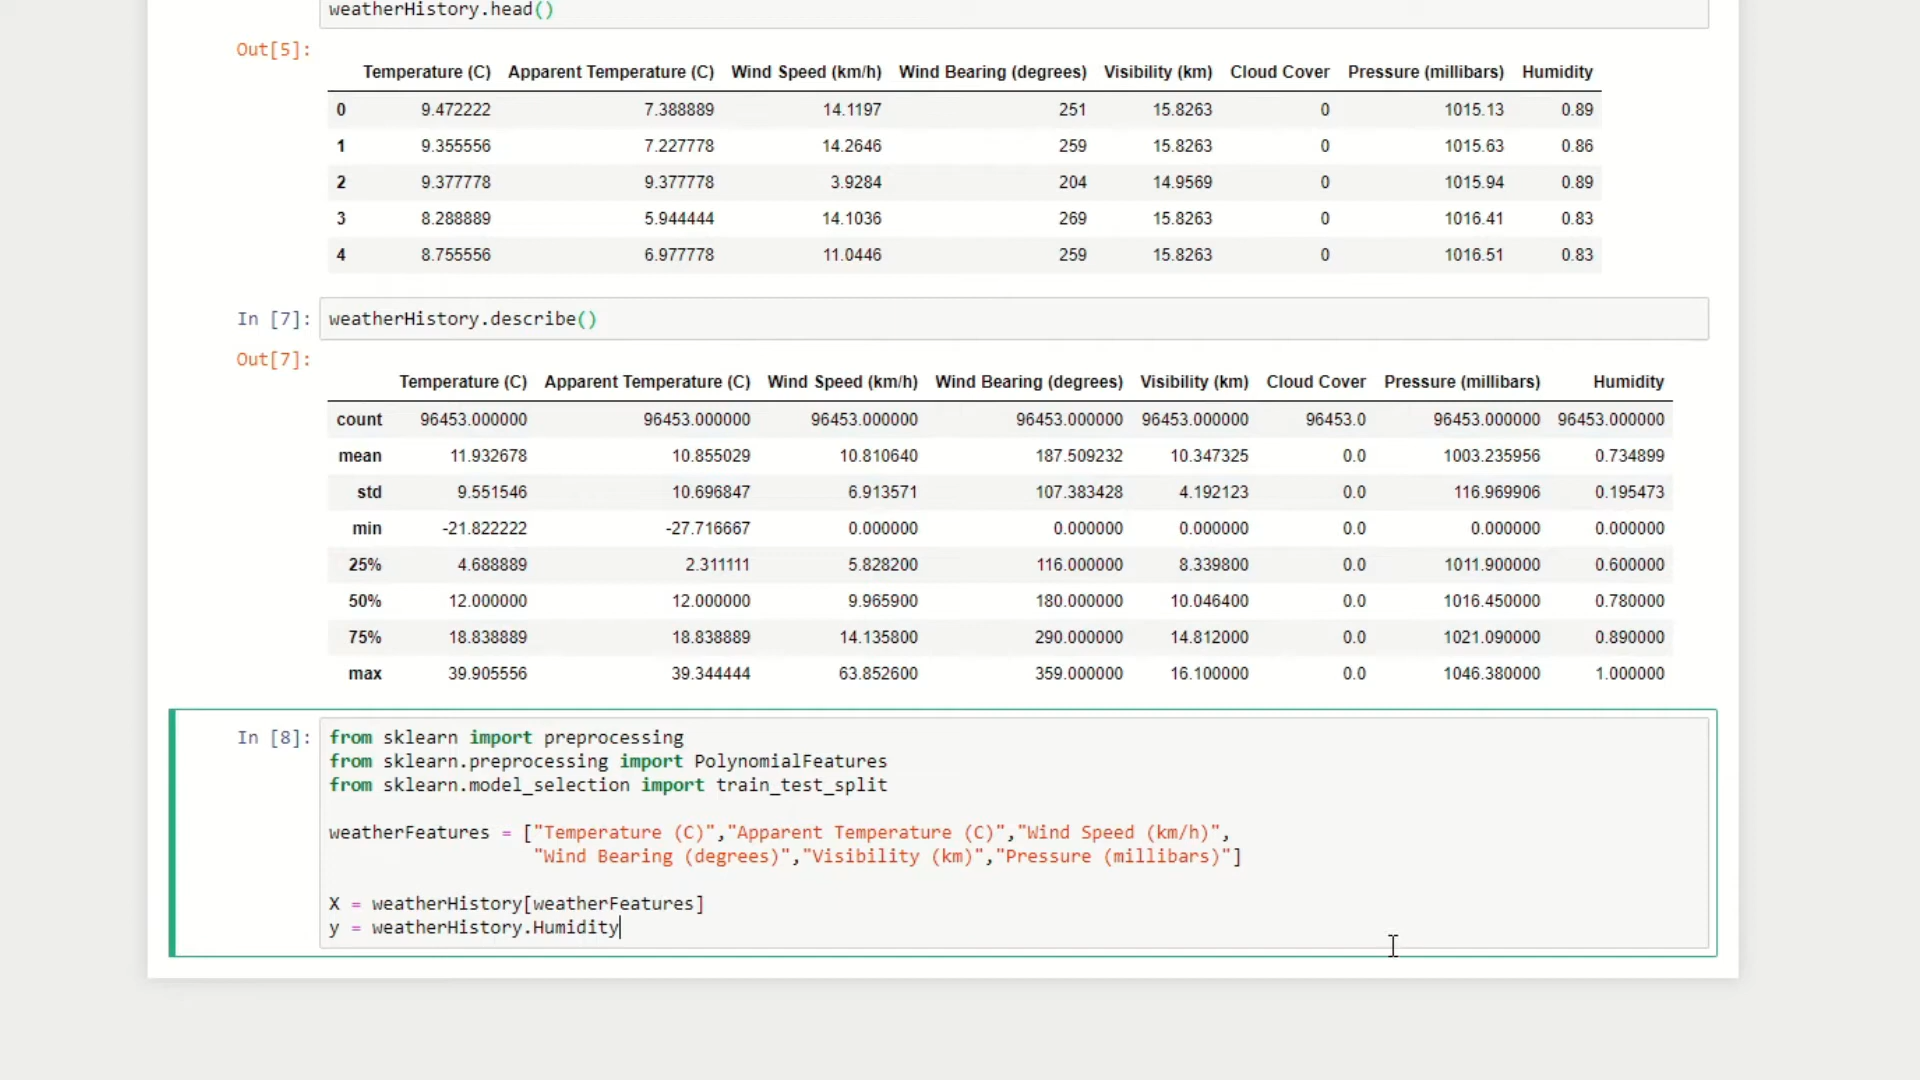 weatherHistory.head()
Out[5]:
Temperature (C) Apparent Temperature (C) Wind Speed (km/h) Wind Bearing (degrees) Visibility (km) Cloud Cover Pressure (millibars) Humidity
0 9.472222 7.388889 14.1197 251 15.8263 0 1015.13 0.89
1 9.355556 7.227778 14.2646 259 15.8263 0 1015.63 0.86
2 9.377778 9.377778 3.9284 204 14.9569 0 1015.94 0.89
3 8.288889 5.944444 14.1036 269 15.8263 0 1016.41 0.83
4 8.755556 6.977778 11.0446 259 15.8263 0 1016.51 0.83
In [7]: weatherHistory.describe()
Out[7]:
Temperature (C) Apparent Temperature (C) Wind Speed (km/h) Wind Bearing (degrees) Visibility (km) Cloud Cover Pressure (millibars) Humidity
count 96453.000000 96453.000000 96453.000000 96453.000000 96453.000000 96453.0 96453.000000 96453.000000
mean 11.932678 10.855029 10.810640 187.509232 10.347325 0.0 1003.235956 0.734899
std 9.551546 10.696847 6.913571 107.383428 4.192123 0.0 116.969906 0.195473
min -21.822222 -27.716667 0.000000 0.000000 0.000000 0.0 0.000000 0.000000
25% 4.688889 2.311111 5.828200 116.000000 8.339800 0.0 1011.900000 0.600000
50% 12.000000 12.000000 9.965900 180.000000 10.046400 0.0 1016.450000 0.780000
75% 18.838889 18.838889 14.135800 290.000000 14.812000 0.0 1021.090000 0.890000
max 39.905556 39.344444 63.852600 359.000000 16.100000 0.0 1046.380000 1.000000
In [8]: from sklearn import preprocessing
from sklearn.preprocessing import PolynomialFeatures
from sklearn.model_selection import train_test_split
weatherFeatures = ["Temperature (C)","Apparent Temperature (C)","Wind Speed (km/h)",
"Wind Bearing (degrees)","Visibility (km)","Pressure (millibars)"]
X = weatherHistory[weatherFeatures]
y = weatherHistory.Humidity